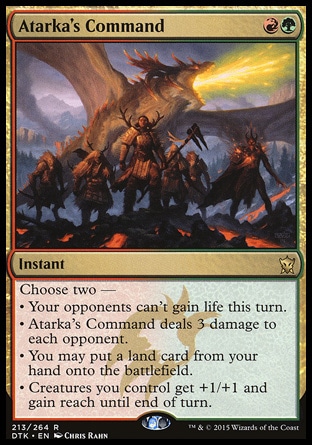 Atarka's Command
Instant
Choose two —
• Your opponents can't gain life this turn.
• Atarka's Command deals 3 damage to
each opponent.
• You may put a land card from your
hand onto the battlefield.
• Creatures you control get +1/+1 and
gain reach until end of turn.
213/264 R
DTK • EN Chris Rahn
™ & © 2015 Wizards of the Coast